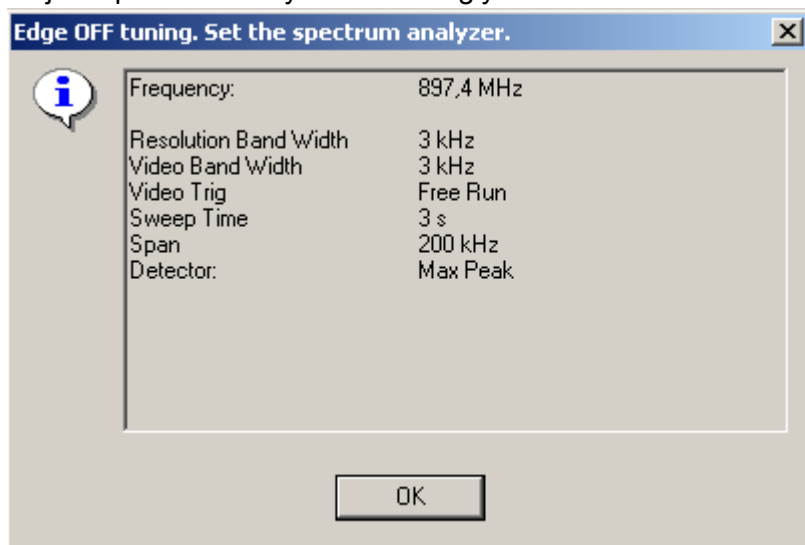 Edge OFF tuning. Set the spectrum analyzer.
Frequency: 897,4 MHz
Resolution Band Width 3 kHz
Video Band Width 3 kHz
Video Trig Free Run
Sweep Time 3 s
Span 200 kHz
Detector: Max Peak
OK